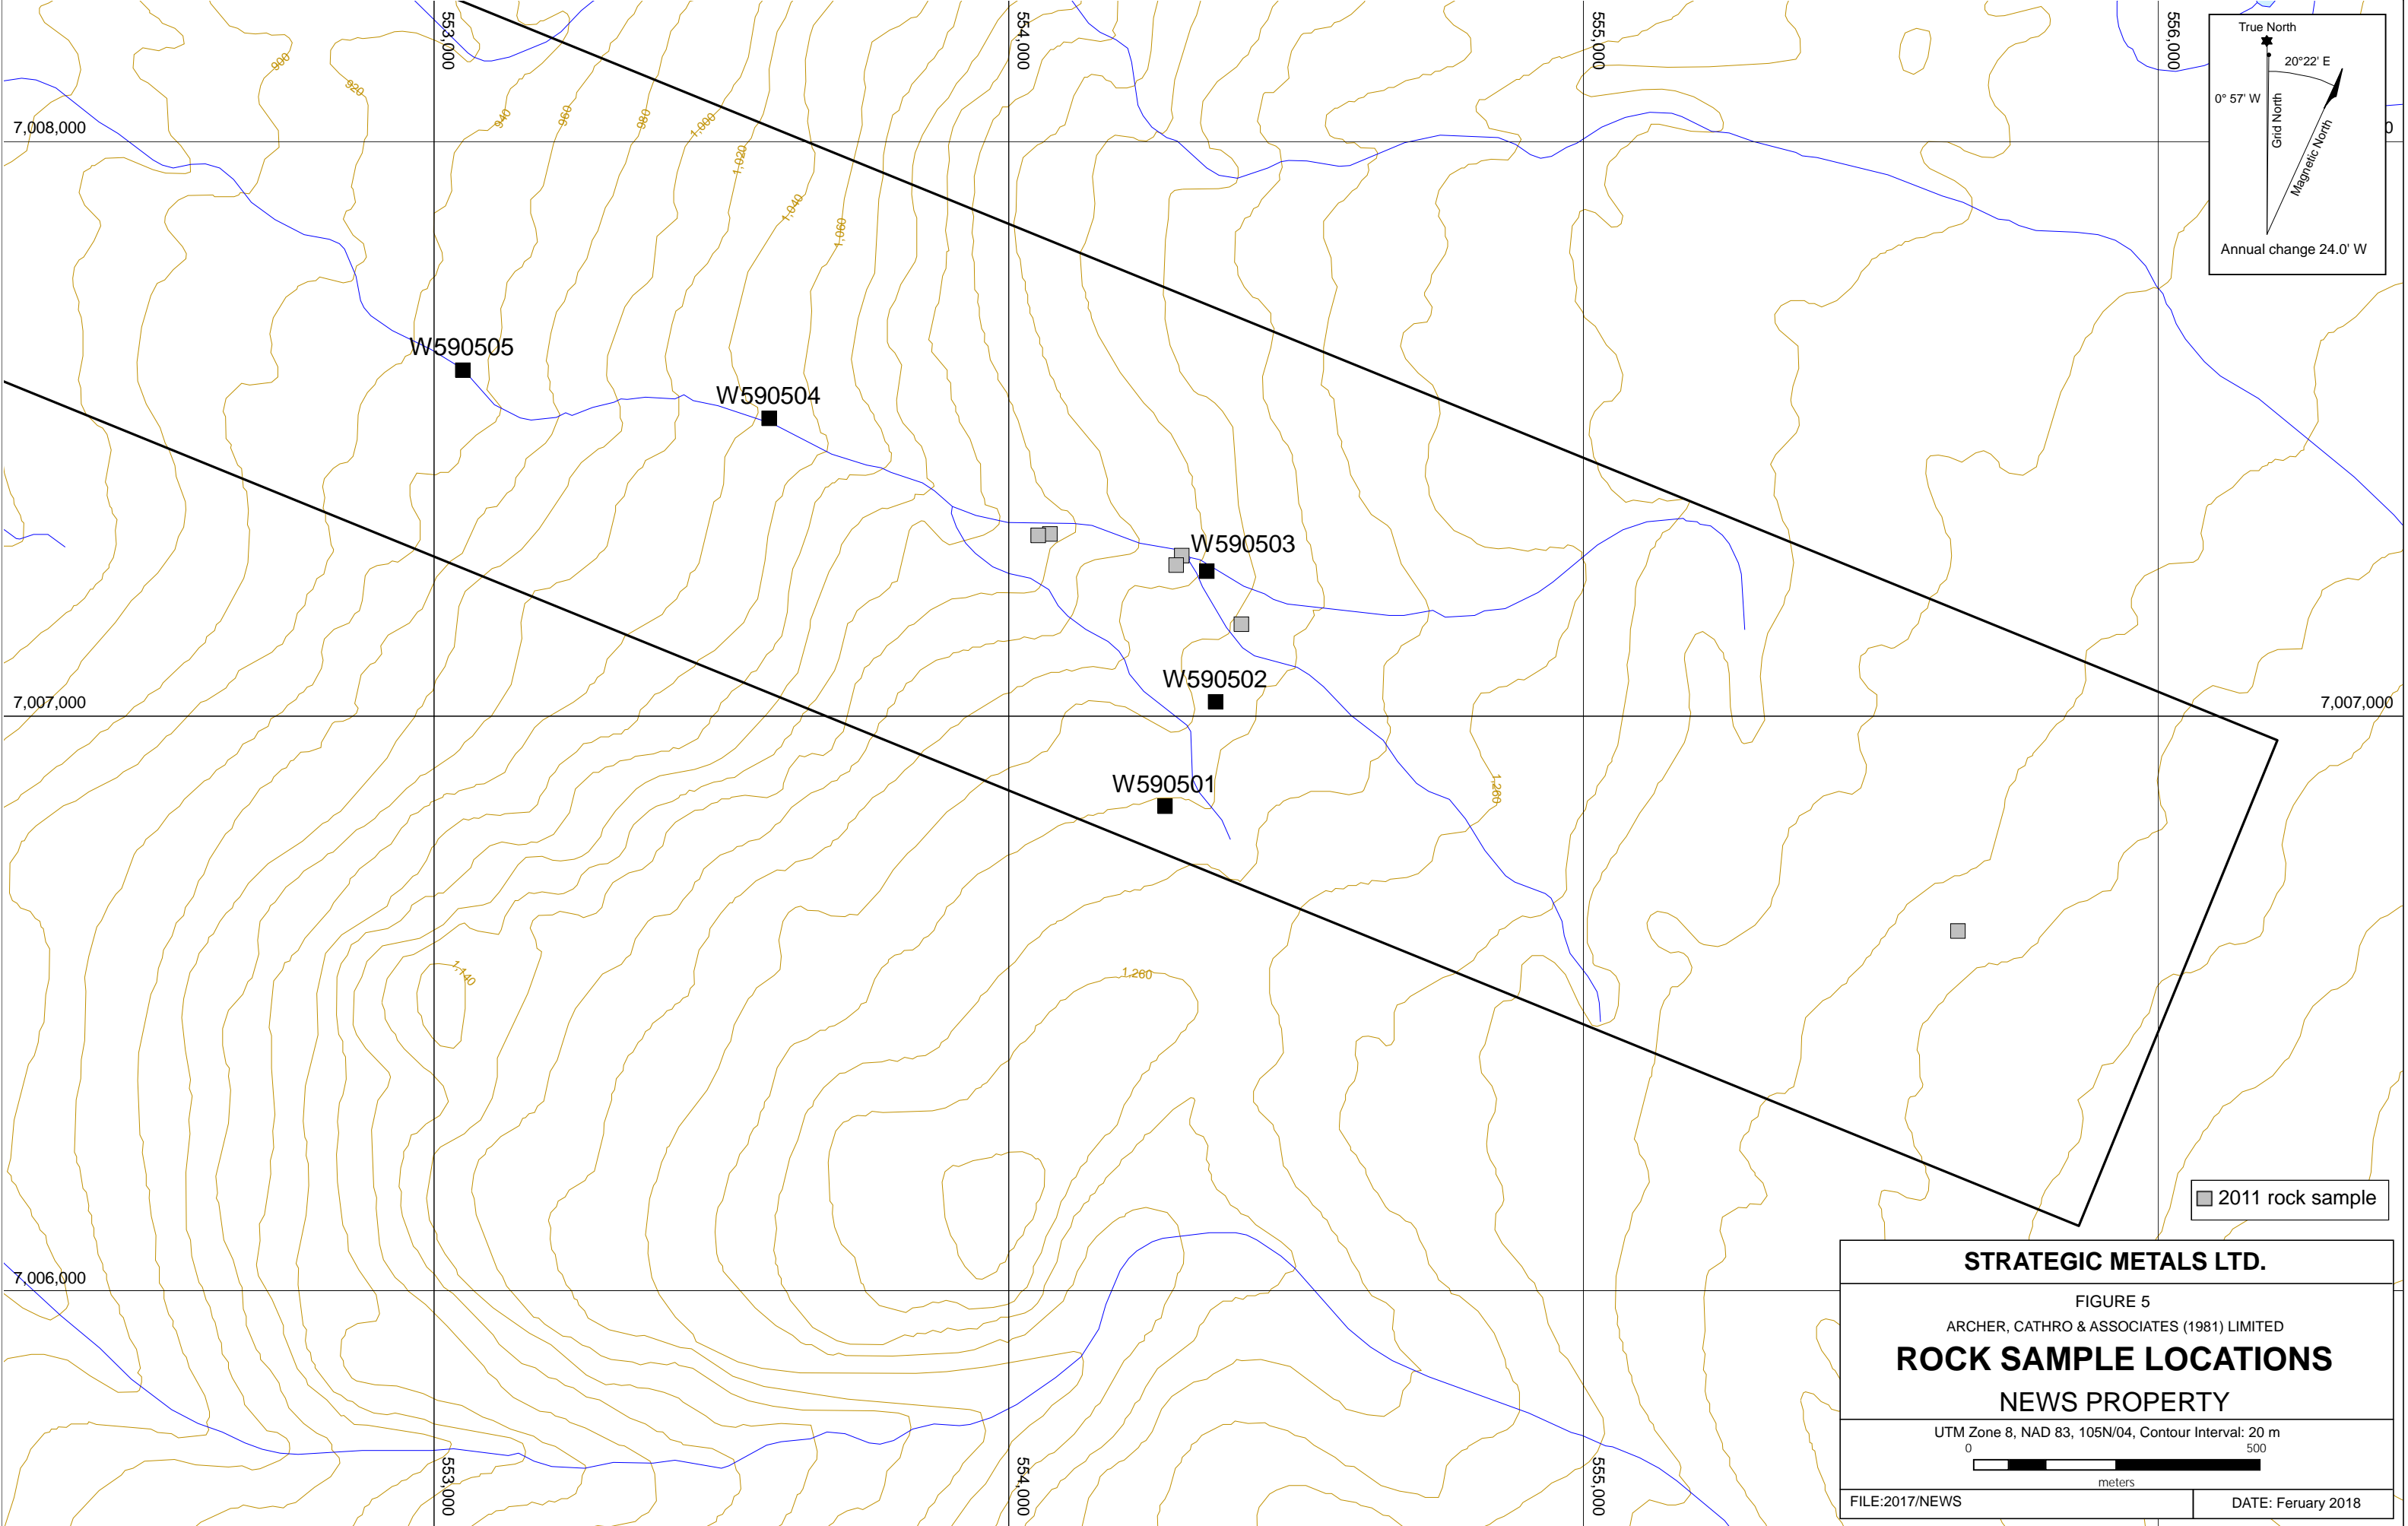 553,000
554,000
555,000
556,000
True North
20°22' E
0° 57' W
Grid North
Magnetic North
Annual change 24.0' W
900
920
940
960
980
1,000
1,020
1,040
1,060
7,008,000
0
W590505
W590504
W590503
W590502
7,007,000
7,007,000
W590501
1,260
1,140
1,260
2011 rock sample
7,006,000
STRATEGIC METALS LTD.
FIGURE 5
ARCHER, CATHRO & ASSOCIATES (1981) LIMITED
ROCK SAMPLE LOCATIONS
NEWS PROPERTY
UTM Zone 8, NAD 83, 105N/04, Contour Interval: 20 m
0 500
meters
FILE:2017/NEWS
DATE: Feruary 2018
553,000
554,000
555,000